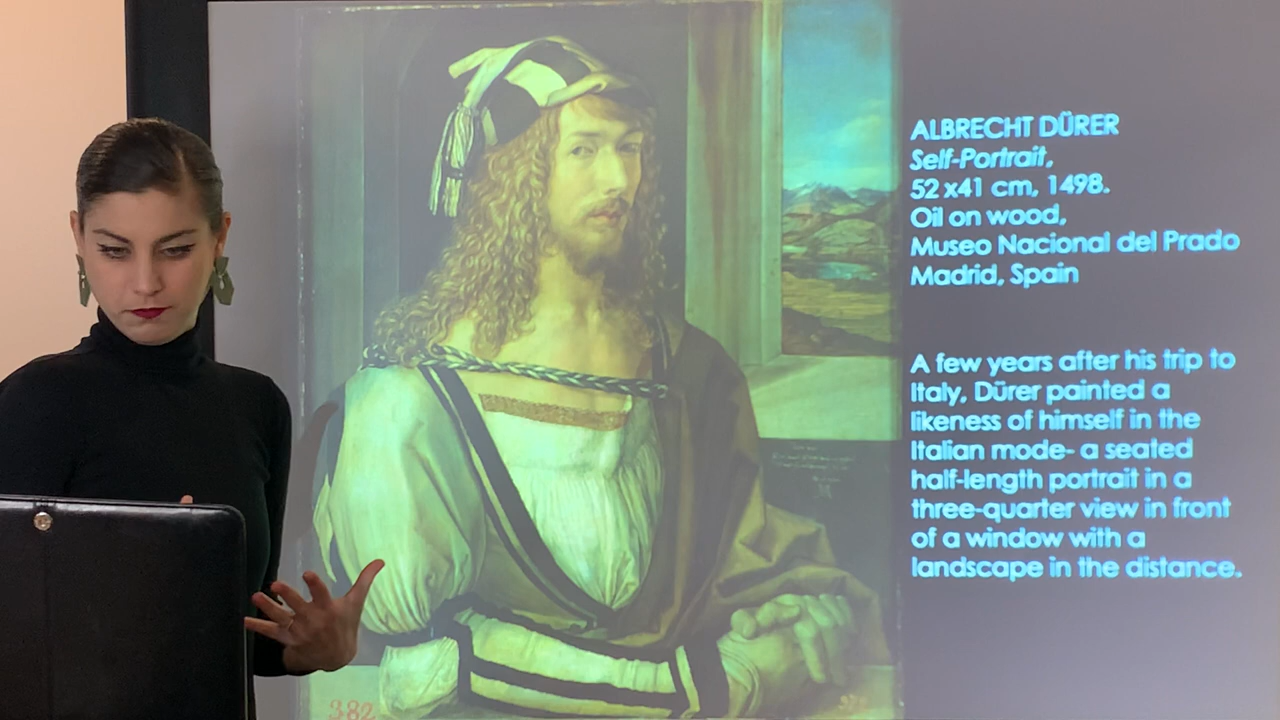 ALBRECHT DÜRER
Self-Portrait,
52 x41 cm, 1498.
Oil on wood,
Museo Nacional del Prado
Madrid, Spain
A few years after his trip to
Italy, Dürer painted a
likeness of himself in the
Italian mode- a seated
half-length portrait in a
three-quarter view in front
of a window with a
landscape in the distance.
382